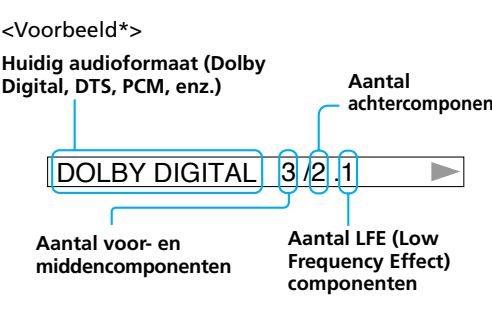 <Voorbeeld*>
Huidig audioformaat (Dolby
Digital, DTS, PCM, enz.)
Aantal
achtercomponen
DOLBY DIGITAL 3 /2 .1
Aantal voor- en
middencomponenten
Aantal LFE (Low
Frequency Effect)
componenten